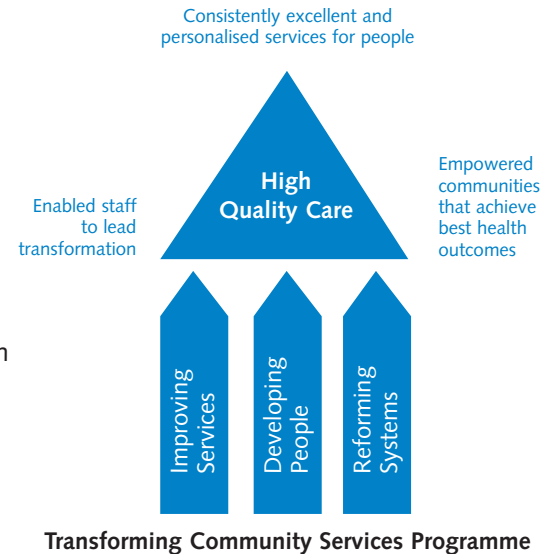 Consistently excellent and
personalised services for people
High
Quality Care
Enabled staff
to lead
transformation
Empowered
communities
that achieve
best health
outcomes
n
Improving
Services
Developing
People
Reforming
Systems
Transforming Community Services Programme